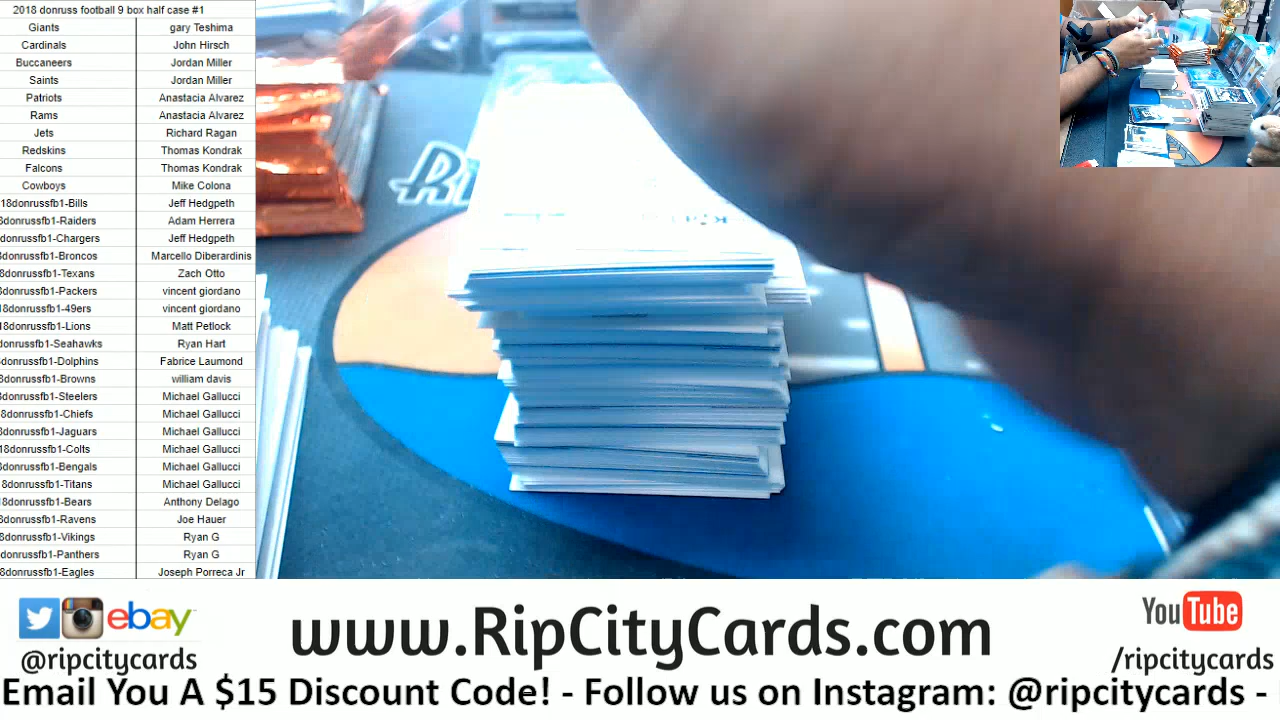 2018 donruss football 9 box half case #1
Giants gary Teshima
Cardinals John Hirsch
Buccaneers Jordan Miller
Saints Jordan Miller
Patriots Anastacia Alvarez
Rams Anastacia Alvarez
Jets Richard Ragan
Redskins Thomas Kondrak
Falcons Thomas Kondrak
Cowboys Mike Colona
18donrussfb1-Bills Jeff Hedgpeth
8donrussfb1-Raiders Adam Herrera
donrussfb1-Chargers Jeff Hedgpeth
donrussfb1-Broncos Marcello Diberardinis
8donrussfb1-Texans Zach Otto
8donrussfb1-Packers vincent giordano
18donrussfb1-49ers vincent giordano
18donrussfb1-Lions Matt Petlock
donrussfb1-Seahawks Ryan Hart
donrussfb1-Dolphins Fabrice Laumond
8donrussfb1-Browns william davis
8donrussfb1-Steelers Michael Gallucci
8donrussfb1-Chiefs Michael Gallucci
8donrussfb1-Jaguars Michael Gallucci
18donrussfb1-Colts Michael Gallucci
8donrussfb1-Bengals Michael Gallucci
18donrussfb1-Titans Michael Gallucci
18donrussfb1-Bears Anthony Delago
8donrussfb1-Ravens Joe Hauer
8donrussfb1-Vikings Ryan G
donrussfb1-Panthers Ryan G
8donrussfb1-Eagles Joseph Porreca Jr
Ri
ebay
@ripcitycards
www.RipCityCards.com
YouTube
/ripcitycards
Email You A $15 Discount Code! - Follow us on Instagram: @ripcitycards -